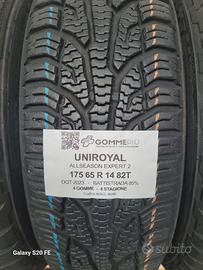 GOMMEPIÙ
UNIROYAL
ALLSEASON EXPERT 2
175 65 R 14 82T
DOT 2023 - BATTISTRADA 85%
4 GOMME - 4 STAGIONI
Galaxy S20 FE
subito